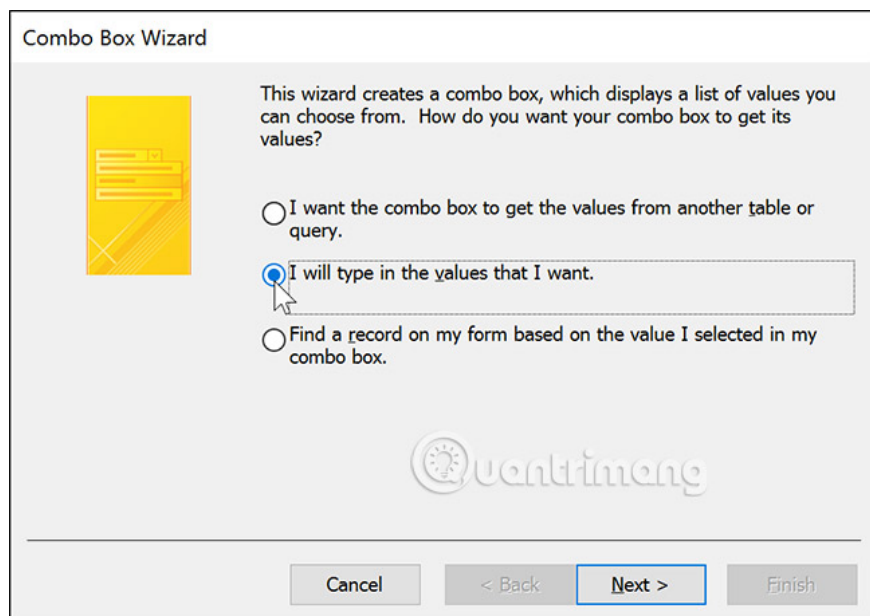 Combo Box Wizard
This wizard creates a combo box, which displays a list of values you
can choose from.  How do you want your combo box to get its
values?
I want the combo box to get the values from another table or
query.
I will type in the values that I want.
Find a record on my form based on the value I selected in my
combo box.
Quantrimang
Cancel
< Back
Next >
Finish